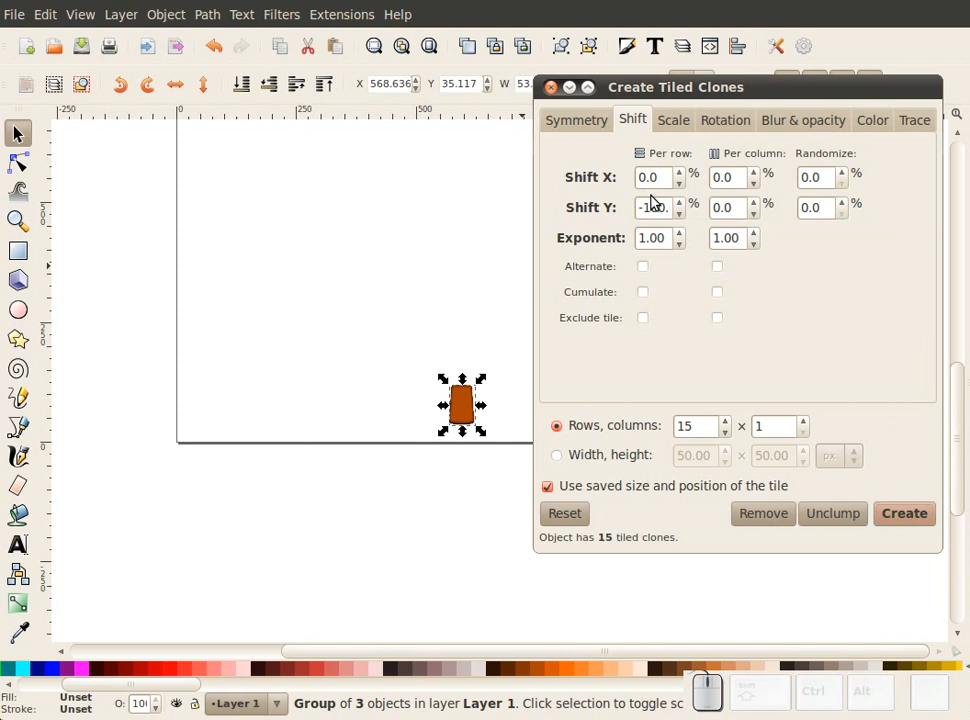 File Edit View Layer Object Path Text Filters Extensions Help
X 568.636 Y 35.117 W 53.
Create Tiled Clones
-250 0 250 500
Symmetry Shift Scale Rotation Blur & opacity Color Trace
Per row: Per column: Randomize:
Shift X: 0.0 % 0.0 % 0.0 %
Shift Y: 0.0 % 0.0 %
Exponent: 1.00 1.00
Alternate:
Cumulate:
Exclude tile:
Rows, columns: 15 × 1
Width, height: 50.00 × 50.00 px
Use saved size and position of the tile
Reset Remove Unclump Create
Object has 15 tiled clones.
Fill: Unset
Stroke: Unset
O: 10
•Layer 1 Group of 3 objects in layer Layer 1. Click selection to toggle sc
Shift Ctrl Alt